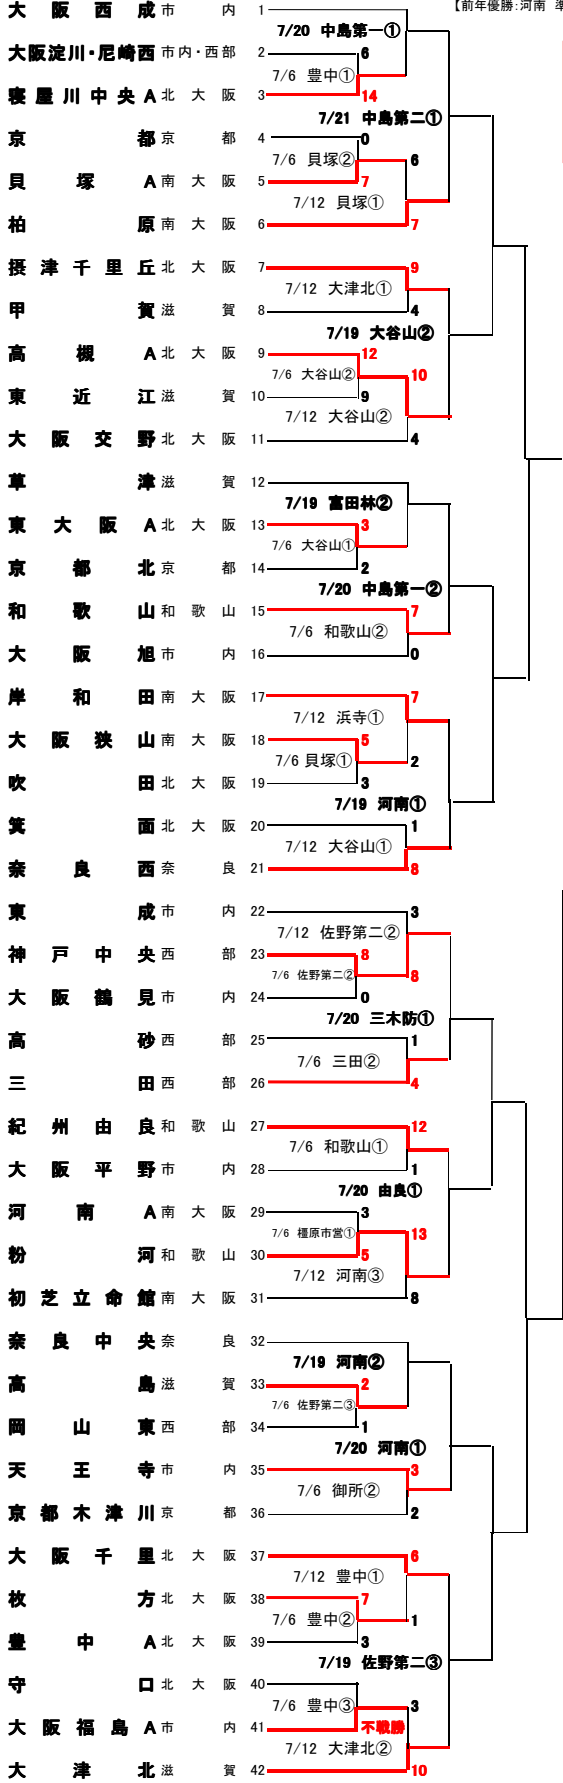 【前年優勝:河南 準
大阪西成 市内 1
7/20 中島第一①
大阪淀川・尼崎西 市内・西部 2 6
7/6 豊中①
寝屋川中央A 北大阪 3 14
7/21 中島第二①
京都 京都 4 0
7/6 貝塚② 6
貝塚A 南大阪 5 7
7/12 貝塚①
柏原 南大阪 6 7
摂津千里丘 北大阪 7 9
7/12 大津北①
甲賀 滋賀 8 4
7/19 大谷山②
高槻A 北大阪 9 12
7/6 大谷山② 10
東近江 滋賀 10 9
7/12 大谷山②
大阪交野 北大阪 11 4
草津 滋賀 12
7/19 富田林②
東大阪A 北大阪 13 3
7/6 大谷山①
京都北 京都 14 2
7/20 中島第一②
和歌山 和歌山 15 7
7/6 和歌山②
大阪旭 市内 16 0
岸和田 南大阪 17 7
7/12 浜寺①
大阪狭山 南大阪 18 5
7/6 貝塚① 2
吹田 北大阪 19 3
7/19 河南①
箕面 北大阪 20 1
7/12 大谷山①
奈良西 奈良 21 8
東成 市内 22 3
7/12 佐野第二②
神戸中央 西部 23 8
7/6 佐野第二② 8
大阪鶴見 市内 24 0
7/20 三木防①
高砂 西部 25 1
7/6 三田②
三田 西部 26 4
紀州由良 和歌山 27 12
7/6 和歌山①
大阪平野 市内 28 1
7/20 由良①
河南A 南大阪 29 3
7/6 橿原市営① 13
粉河 和歌山 30 5
7/12 河南③
初芝立命館 南大阪 31 8
奈良中央 奈良 32
7/19 河南②
高島 滋賀 33 2
7/6 佐野第二③
岡山東 西部 34 1
7/20 河南①
天王寺 市内 35 3
7/6 御所②
京都木津川 京都 36 2
大阪千里 北大阪 37 6
7/12 豊中①
枚方 北大阪 38 7
7/6 豊中② 1
豊中A 北大阪 39 3
7/19 佐野第二③
守口 北大阪 40
7/6 豊中③ 3
大阪福島A 市内 41 不戦勝
7/12 大津北②
大津北 滋賀 42 10